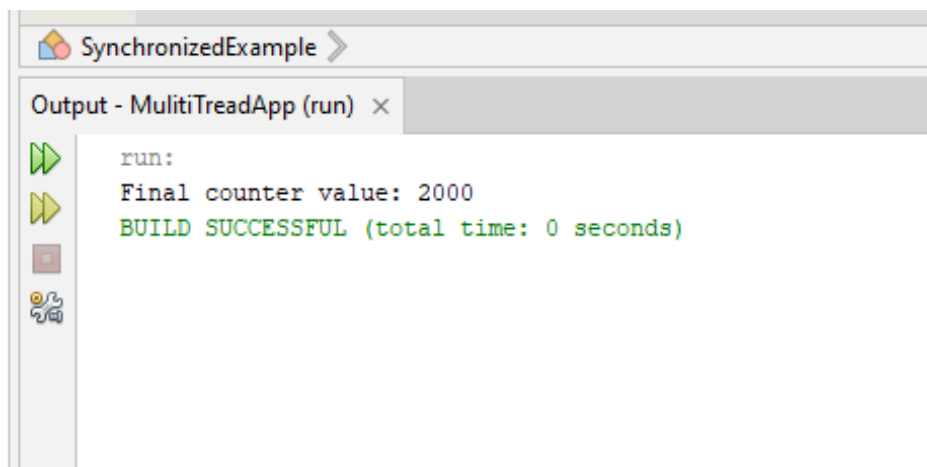 SynchronizedExample
Output - MulitiTreadApp (run) ×
run:
Final counter value: 2000
BUILD SUCCESSFUL (total time: 0 seconds)